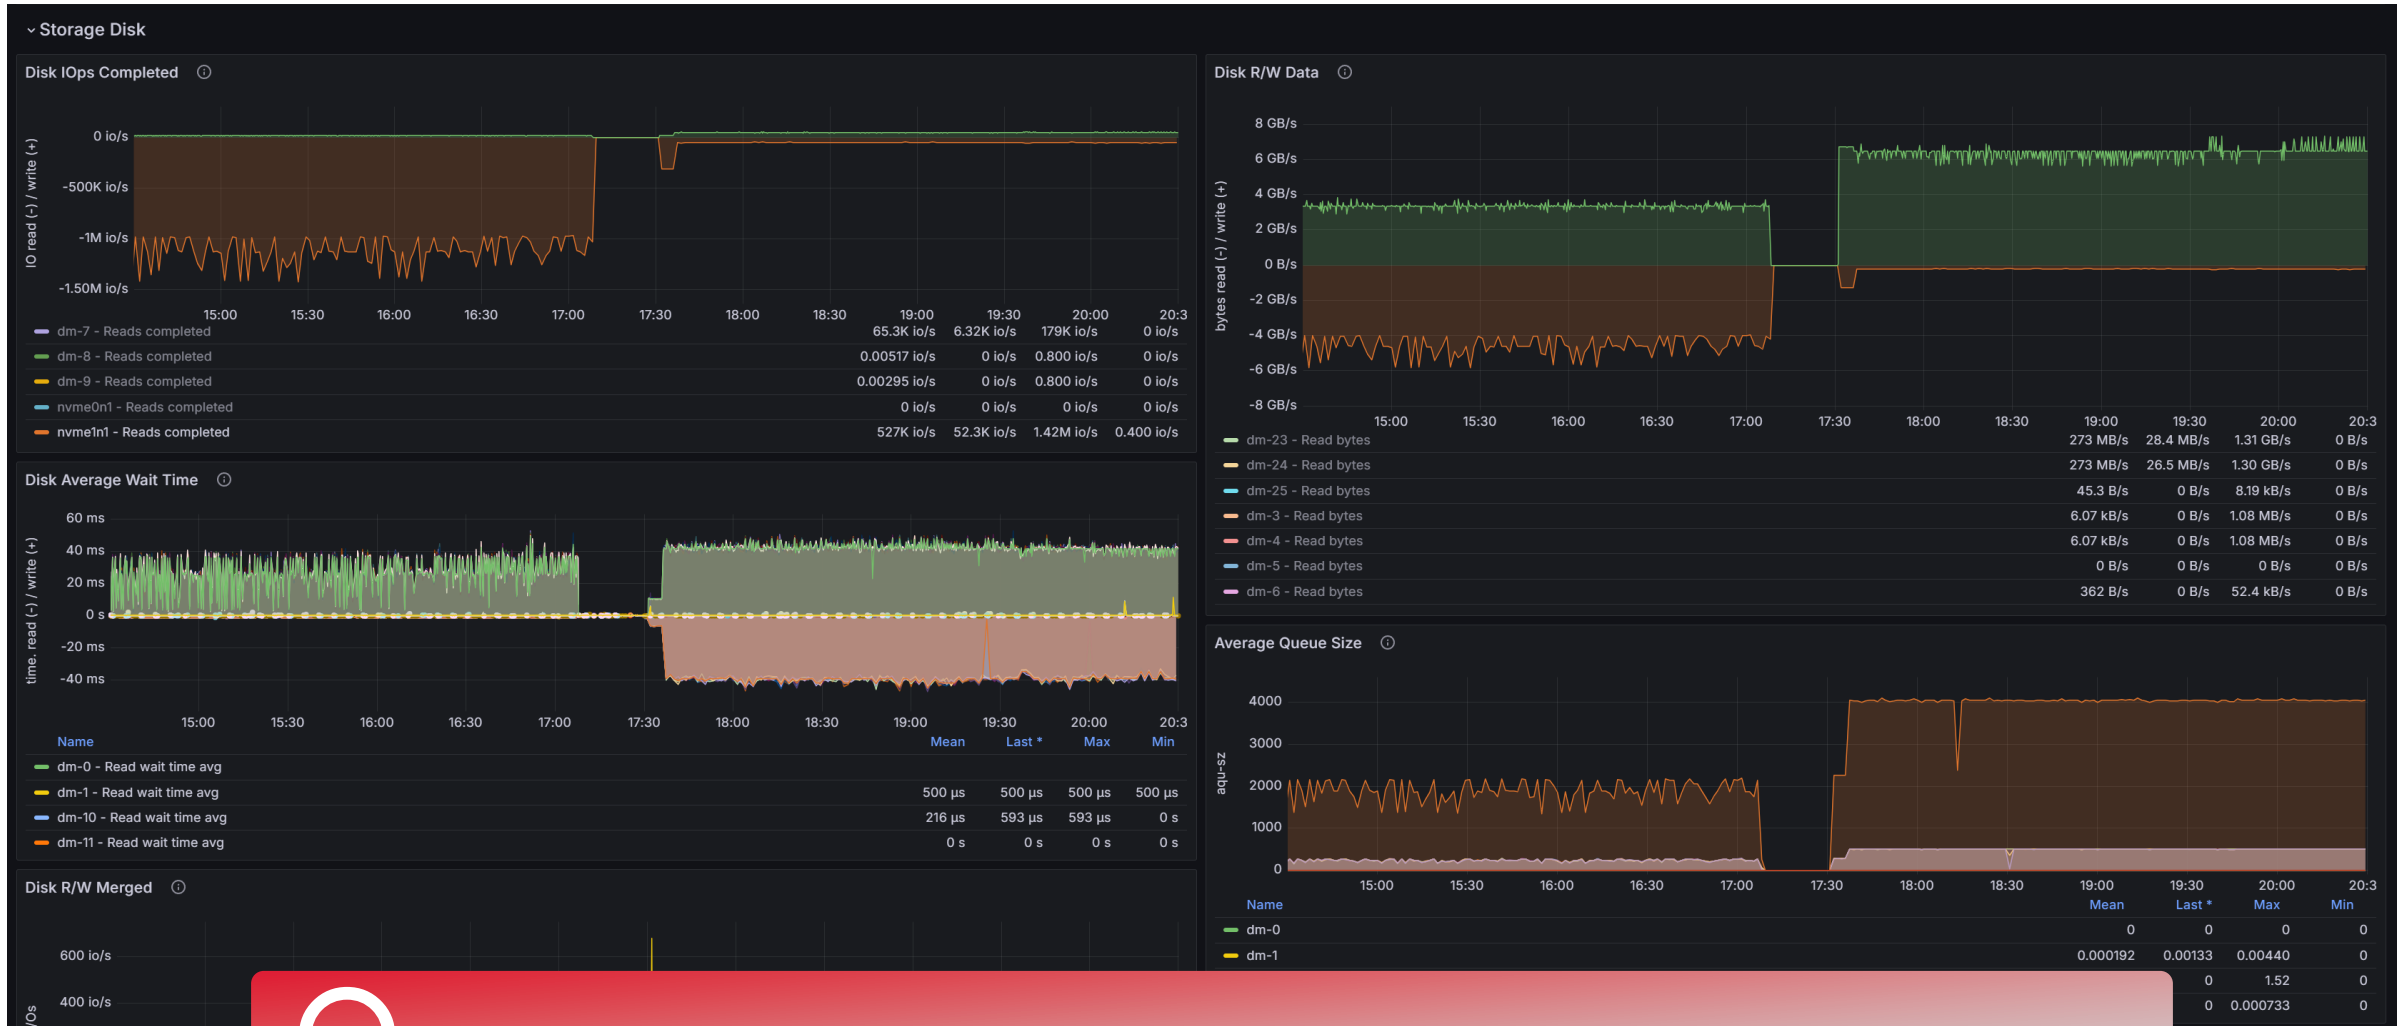 Storage Disk
Disk IOps Completed
IO read (-) / write (+)
0 io/s
-500K io/s
-1M io/s
-1.50M io/s
15:00 15:30 16:00 16:30 17:00 17:30 18:00 18:30 19:00 19:30 20:00 20:3
dm-7 - Reads completed 65.3K io/s 6.32K io/s 179K io/s 0 io/s
dm-8 - Reads completed 0.00517 io/s 0 io/s 0.800 io/s 0 io/s
dm-9 - Reads completed 0.00295 io/s 0 io/s 0.800 io/s 0 io/s
nvme0n1 - Reads completed 0 io/s 0 io/s 0 io/s 0 io/s
nvme1n1 - Reads completed 527K io/s 52.3K io/s 1.42M io/s 0.400 io/s
Disk Average Wait Time
time. read (-) / write (+)
60 ms
40 ms
20 ms
0 s
-20 ms
-40 ms
15:00 15:30 16:00 16:30 17:00 17:30 18:00 18:30 19:00 19:30 20:00 20:3
Name Mean Last * Max Min
dm-0 - Read wait time avg
dm-1 - Read wait time avg 500 µs 500 µs 500 µs 500 µs
dm-10 - Read wait time avg 216 µs 593 µs 593 µs 0 s
dm-11 - Read wait time avg 0 s 0 s 0 s 0 s
Disk R/W Merged
600 io/s
400 io/s
/Os
Disk R/W Data
bytes read (-) / write (+)
8 GB/s
6 GB/s
4 GB/s
2 GB/s
0 B/s
-2 GB/s
-4 GB/s
-6 GB/s
-8 GB/s
15:00 15:30 16:00 16:30 17:00 17:30 18:00 18:30 19:00 19:30 20:00 20:3
dm-23 - Read bytes 273 MB/s 28.4 MB/s 1.31 GB/s 0 B/s
dm-24 - Read bytes 273 MB/s 26.5 MB/s 1.30 GB/s 0 B/s
dm-25 - Read bytes 45.3 B/s 0 B/s 8.19 kB/s 0 B/s
dm-3 - Read bytes 6.07 kB/s 0 B/s 1.08 MB/s 0 B/s
dm-4 - Read bytes 6.07 kB/s 0 B/s 1.08 MB/s 0 B/s
dm-5 - Read bytes 0 B/s 0 B/s 0 B/s 0 B/s
dm-6 - Read bytes 362 B/s 0 B/s 52.4 kB/s 0 B/s
Average Queue Size
aqu-sz
4000
3000
2000
1000
0
15:00 15:30 16:00 16:30 17:00 17:30 18:00 18:30 19:00 19:30 20:00 20:3
Name Mean Last * Max Min
dm-0 0 0 0 0
dm-1 0.000192 0.00133 0.00440 0
0 1.52 0
0 0.000733 0